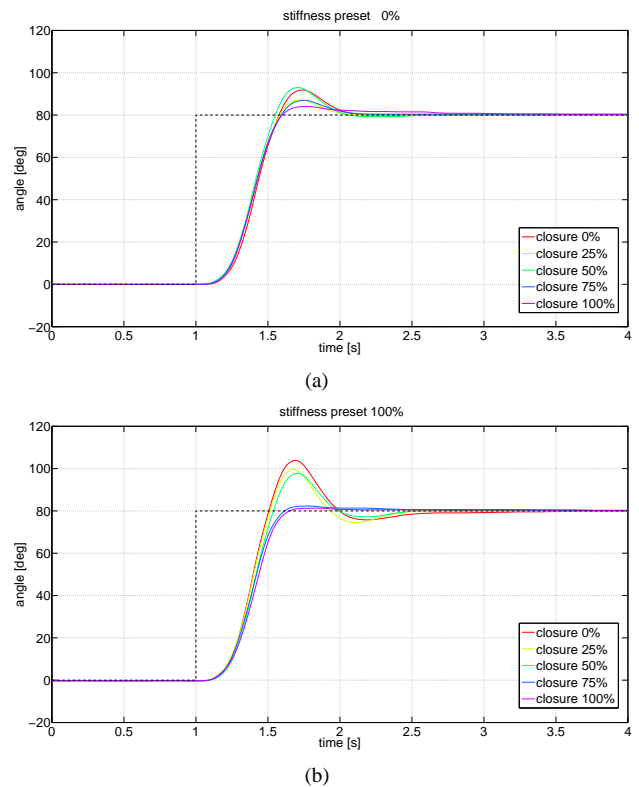 stiffness preset 0%
120
100
80
60
40
20
0
−20
angle [deg]
closure 0%
closure 25%
closure 50%
closure 75%
closure 100%
0 0.5 1 1.5 2 2.5 3 3.5 4
time [s]
(a)
stiffness preset 100%
120
100
80
60
40
20
0
−20
angle [deg]
closure 0%
closure 25%
closure 50%
closure 75%
closure 100%
0 0.5 1 1.5 2 2.5 3 3.5 4
time [s]
(b)